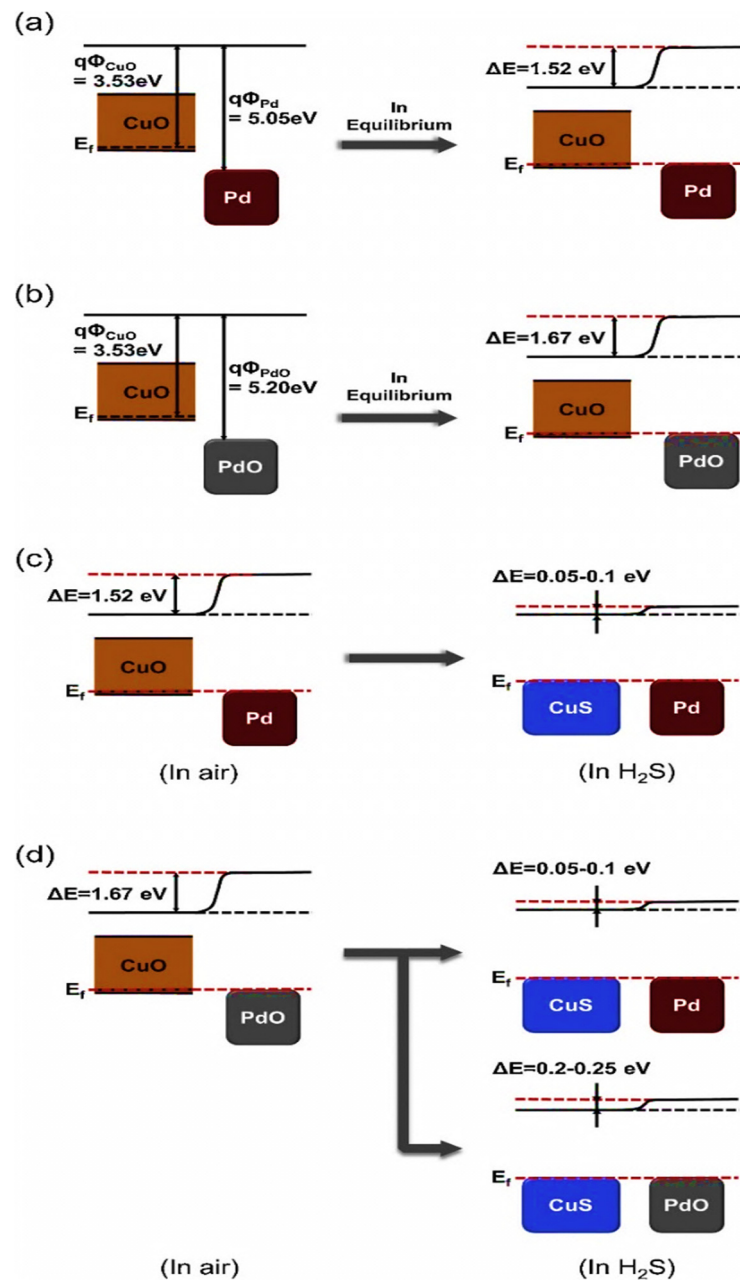 (a)
qΦCuO
= 3.53eV
qΦPd
= 5.05eV
CuO
Ef
Pd
In
Equilibrium
ΔE=1.52 eV
CuO
Ef
Pd
(b)
qΦCuO
= 3.53eV
qΦPdO
= 5.20eV
CuO
Ef
PdO
In
Equilibrium
ΔE=1.67 eV
CuO
Ef
PdO
(c)
ΔE=1.52 eV
CuO
Ef
Pd
(In air)
ΔE=0.05-0.1 eV
Ef
CuS Pd
(In H₂S)
(d)
ΔE=1.67 eV
CuO
Ef
PdO
(In air)
ΔE=0.05-0.1 eV
Ef
CuS Pd
ΔE=0.2-0.25 eV
Ef
CuS PdO
(In H₂S)